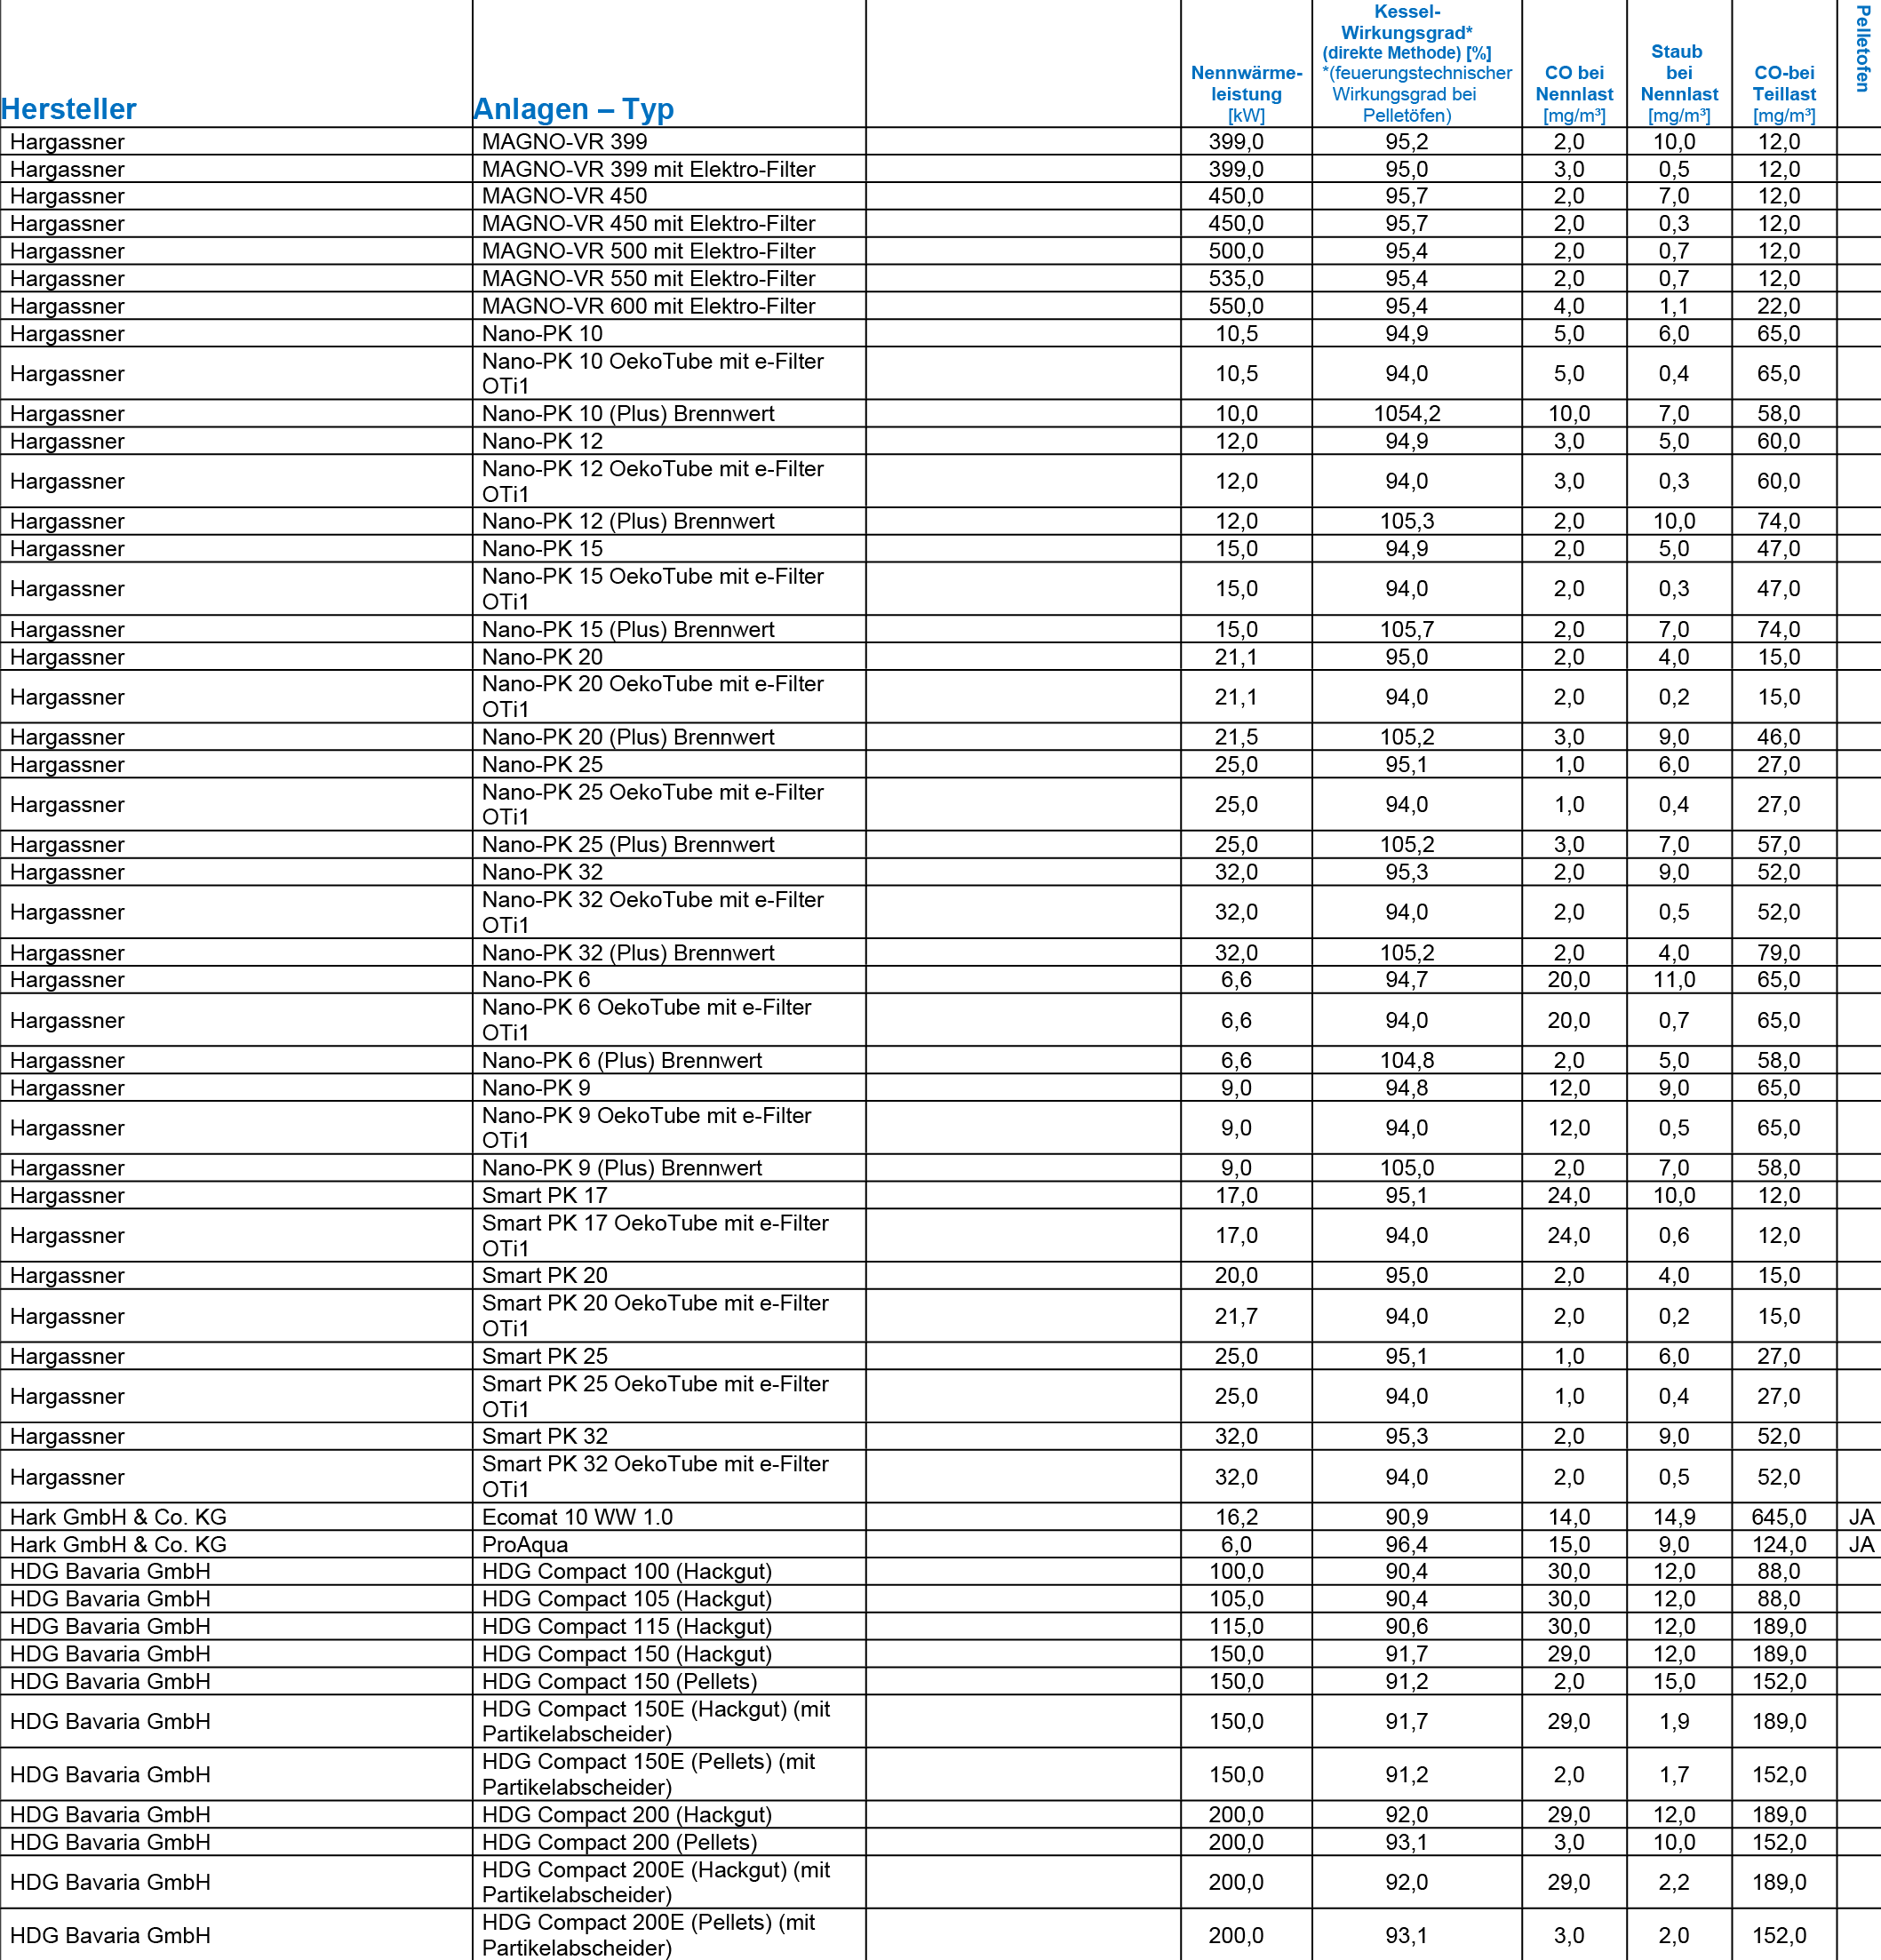 Hersteller Anlagen – Typ Nennwärme-leistung [kW] Kessel-Wirkungsgrad* (direkte Methode) [%] *(feuerungstechnischer Wirkungsgrad bei Pelletöfen) CO bei Nennlast [mg/m³] Staub bei Nennlast [mg/m³] CO-bei Teillast [mg/m³] Pelletofen
Hargassner MAGNO-VR 399 399,0 95,2 2,0 10,0 12,0
Hargassner MAGNO-VR 399 mit Elektro-Filter 399,0 95,0 3,0 0,5 12,0
Hargassner MAGNO-VR 450 450,0 95,7 2,0 7,0 12,0
Hargassner MAGNO-VR 450 mit Elektro-Filter 450,0 95,7 2,0 0,3 12,0
Hargassner MAGNO-VR 500 mit Elektro-Filter 500,0 95,4 2,0 0,7 12,0
Hargassner MAGNO-VR 550 mit Elektro-Filter 535,0 95,4 2,0 0,7 12,0
Hargassner MAGNO-VR 600 mit Elektro-Filter 550,0 95,4 4,0 1,1 22,0
Hargassner Nano-PK 10 10,5 94,9 5,0 6,0 65,0
Hargassner Nano-PK 10 OekoTube mit e-Filter OTi1 10,5 94,0 5,0 0,4 65,0
Hargassner Nano-PK 10 (Plus) Brennwert 10,0 1054,2 10,0 7,0 58,0
Hargassner Nano-PK 12 12,0 94,9 3,0 5,0 60,0
Hargassner Nano-PK 12 OekoTube mit e-Filter OTi1 12,0 94,0 3,0 0,3 60,0
Hargassner Nano-PK 12 (Plus) Brennwert 12,0 105,3 2,0 10,0 74,0
Hargassner Nano-PK 15 15,0 94,9 2,0 5,0 47,0
Hargassner Nano-PK 15 OekoTube mit e-Filter OTi1 15,0 94,0 2,0 0,3 47,0
Hargassner Nano-PK 15 (Plus) Brennwert 15,0 105,7 2,0 7,0 74,0
Hargassner Nano-PK 20 21,1 95,0 2,0 4,0 15,0
Hargassner Nano-PK 20 OekoTube mit e-Filter OTi1 21,1 94,0 2,0 0,2 15,0
Hargassner Nano-PK 20 (Plus) Brennwert 21,5 105,2 3,0 9,0 46,0
Hargassner Nano-PK 25 25,0 95,1 1,0 6,0 27,0
Hargassner Nano-PK 25 OekoTube mit e-Filter OTi1 25,0 94,0 1,0 0,4 27,0
Hargassner Nano-PK 25 (Plus) Brennwert 25,0 105,2 3,0 7,0 57,0
Hargassner Nano-PK 32 32,0 95,3 2,0 9,0 52,0
Hargassner Nano-PK 32 OekoTube mit e-Filter OTi1 32,0 94,0 2,0 0,5 52,0
Hargassner Nano-PK 32 (Plus) Brennwert 32,0 105,2 2,0 4,0 79,0
Hargassner Nano-PK 6 6,6 94,7 20,0 11,0 65,0
Hargassner Nano-PK 6 OekoTube mit e-Filter OTi1 6,6 94,0 20,0 0,7 65,0
Hargassner Nano-PK 6 (Plus) Brennwert 6,6 104,8 2,0 5,0 58,0
Hargassner Nano-PK 9 9,0 94,8 12,0 9,0 65,0
Hargassner Nano-PK 9 OekoTube mit e-Filter OTi1 9,0 94,0 12,0 0,5 65,0
Hargassner Nano-PK 9 (Plus) Brennwert 9,0 105,0 2,0 7,0 58,0
Hargassner Smart PK 17 17,0 95,1 24,0 10,0 12,0
Hargassner Smart PK 17 OekoTube mit e-Filter OTi1 17,0 94,0 24,0 0,6 12,0
Hargassner Smart PK 20 20,0 95,0 2,0 4,0 15,0
Hargassner Smart PK 20 OekoTube mit e-Filter OTi1 21,7 94,0 2,0 0,2 15,0
Hargassner Smart PK 25 25,0 95,1 1,0 6,0 27,0
Hargassner Smart PK 25 OekoTube mit e-Filter OTi1 25,0 94,0 1,0 0,4 27,0
Hargassner Smart PK 32 32,0 95,3 2,0 9,0 52,0
Hargassner Smart PK 32 OekoTube mit e-Filter OTi1 32,0 94,0 2,0 0,5 52,0
Hark GmbH & Co. KG Ecomat 10 WW 1.0 16,2 90,9 14,0 14,9 645,0 JA
Hark GmbH & Co. KG ProAqua 6,0 96,4 15,0 9,0 124,0 JA
HDG Bavaria GmbH HDG Compact 100 (Hackgut) 100,0 90,4 30,0 12,0 88,0
HDG Bavaria GmbH HDG Compact 105 (Hackgut) 105,0 90,4 30,0 12,0 88,0
HDG Bavaria GmbH HDG Compact 115 (Hackgut) 115,0 90,6 30,0 12,0 189,0
HDG Bavaria GmbH HDG Compact 150 (Hackgut) 150,0 91,7 29,0 12,0 189,0
HDG Bavaria GmbH HDG Compact 150 (Pellets) 150,0 91,2 2,0 15,0 152,0
HDG Bavaria GmbH HDG Compact 150E (Hackgut) (mit Partikelabscheider) 150,0 91,7 29,0 1,9 189,0
HDG Bavaria GmbH HDG Compact 150E (Pellets) (mit Partikelabscheider) 150,0 91,2 2,0 1,7 152,0
HDG Bavaria GmbH HDG Compact 200 (Hackgut) 200,0 92,0 29,0 12,0 189,0
HDG Bavaria GmbH HDG Compact 200 (Pellets) 200,0 93,1 3,0 10,0 152,0
HDG Bavaria GmbH HDG Compact 200E (Hackgut) (mit Partikelabscheider) 200,0 92,0 29,0 2,2 189,0
HDG Bavaria GmbH HDG Compact 200E (Pellets) (mit Partikelabscheider) 200,0 93,1 3,0 2,0 152,0